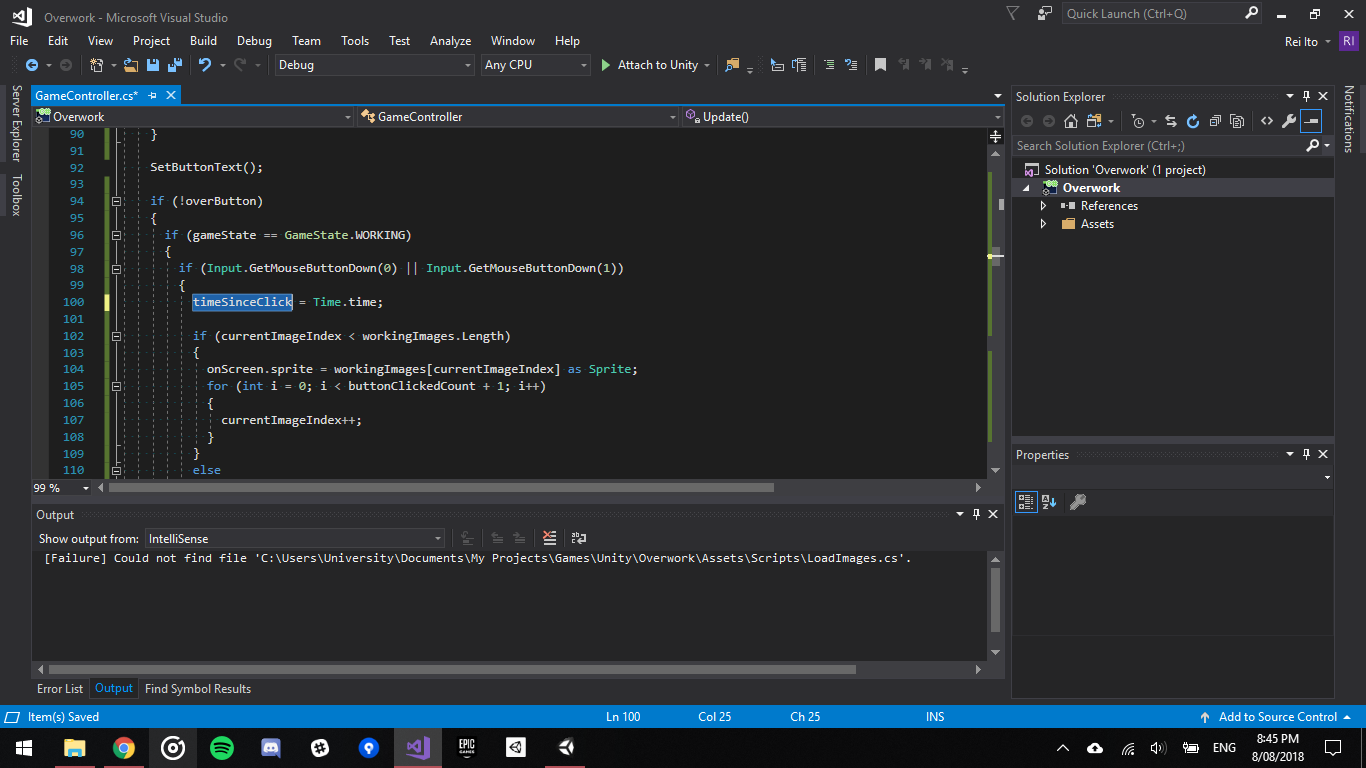 Overwork - Microsoft Visual Studio
Quick Launch (Ctrl+Q)
File Edit View Project Build Debug Team Tools Test Analyze Window Help
Rei Ito RI
Debug Any CPU Attach to Unity
Server Explorer
Toolbox
GameController.cs*
Overwork GameController Update()
90 }
91
92 SetButtonText();
93
94 if (!overButton)
95 {
96 if (gameState == GameState.WORKING)
97 {
98 if (Input.GetMouseButtonDown(0) || Input.GetMouseButtonDown(1))
99 {
100 timeSinceClick = Time.time;
101
102 if (currentImageIndex < workingImages.Length)
103 {
104 onScreen.sprite = workingImages[currentImageIndex] as Sprite;
105 for (int i = 0; i < buttonClickedCount + 1; i++)
106 {
107 currentImageIndex++;
108 }
109 }
110 else
99 %
Output
Show output from: IntelliSense
[Failure] Could not find file 'C:\Users\University\Documents\My Projects\Games\Unity\Overwork\Assets\Scripts\LoadImages.cs'.
Error List Output Find Symbol Results
Solution Explorer
Search Solution Explorer (Ctrl+;)
Solution 'Overwork' (1 project)
Overwork
References
Assets
Properties
Notifications
Item(s) Saved Ln 100 Col 25 Ch 25 INS Add to Source Control
EPIC GAMES
ENG
8:45 PM
8/08/2018